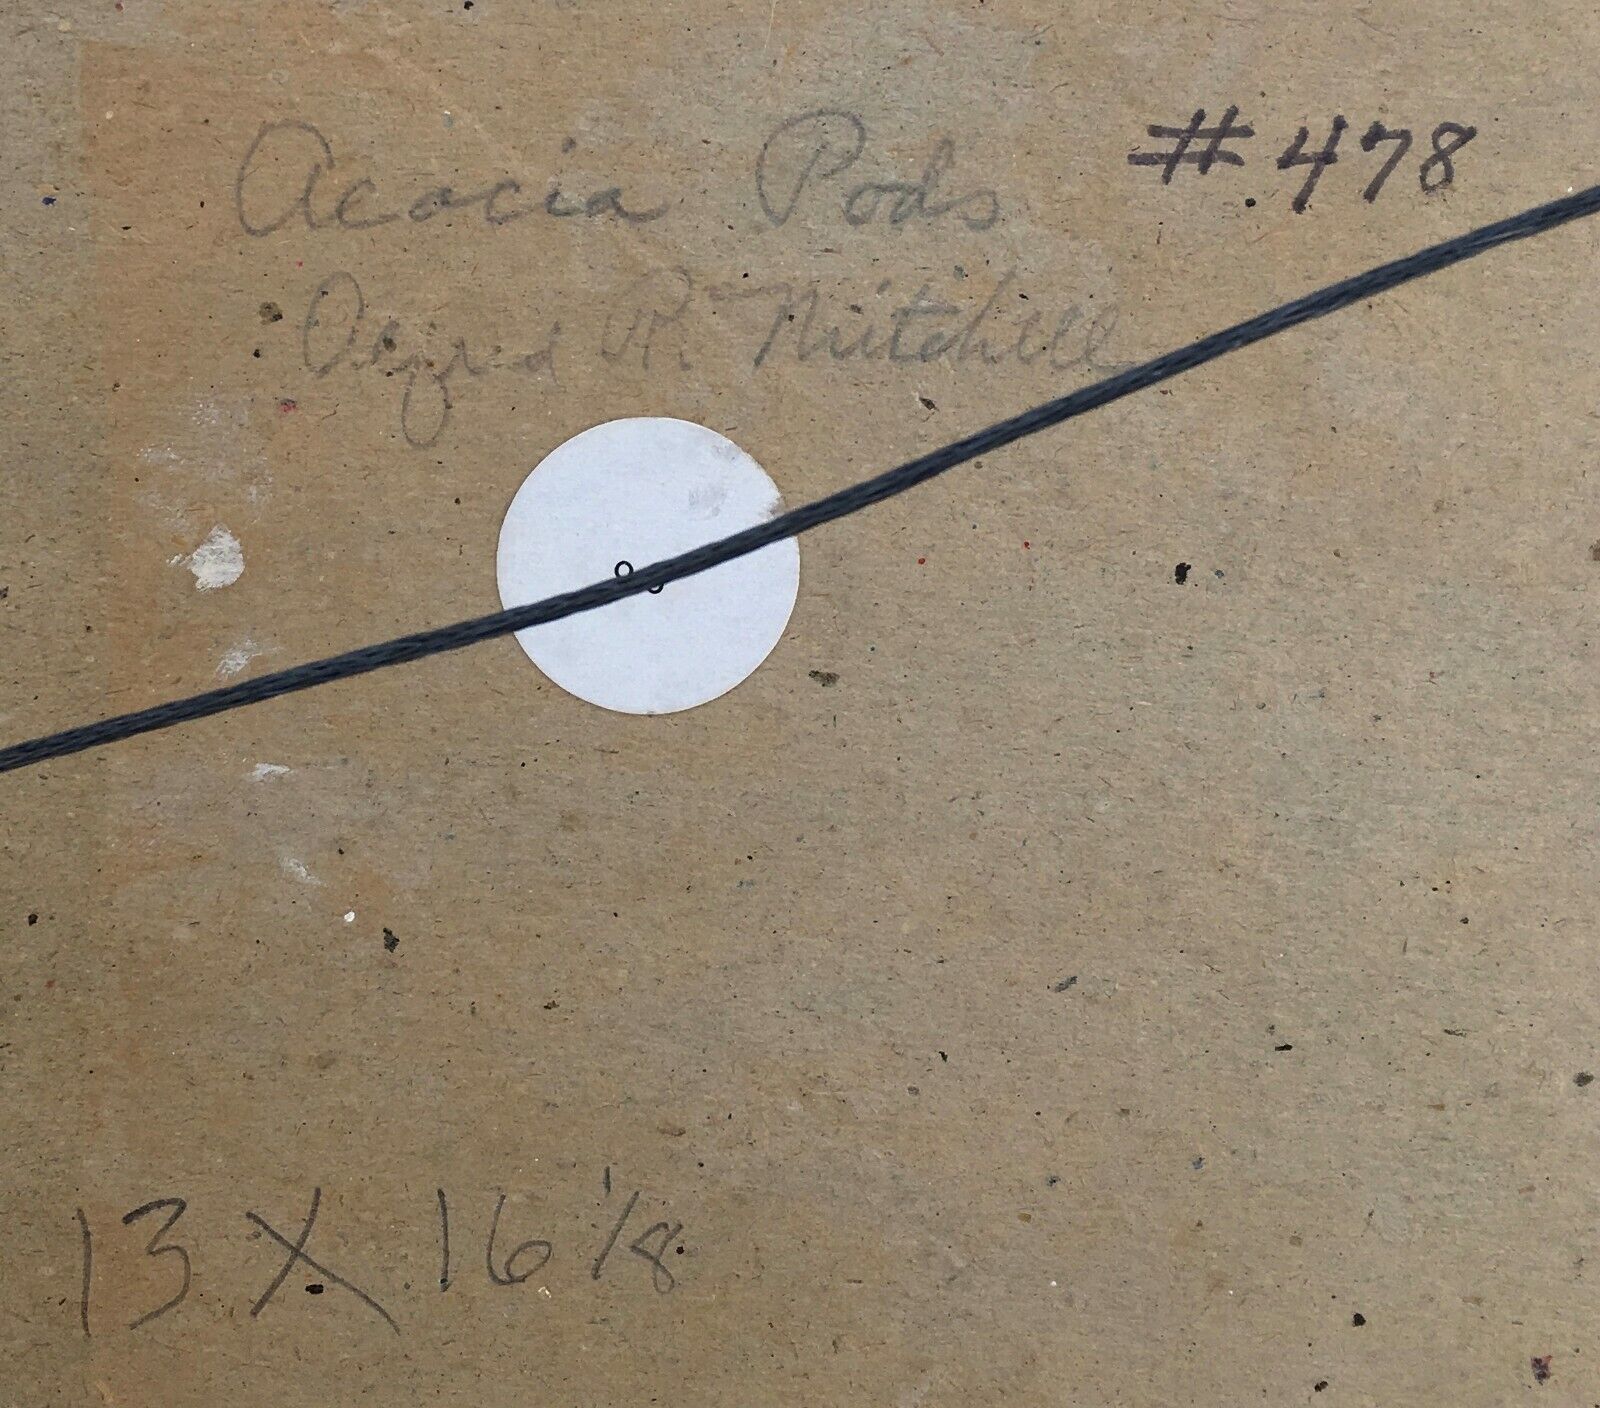 Acacia Pods #478
Alfred R. Mitchell
13 X 16 1/8